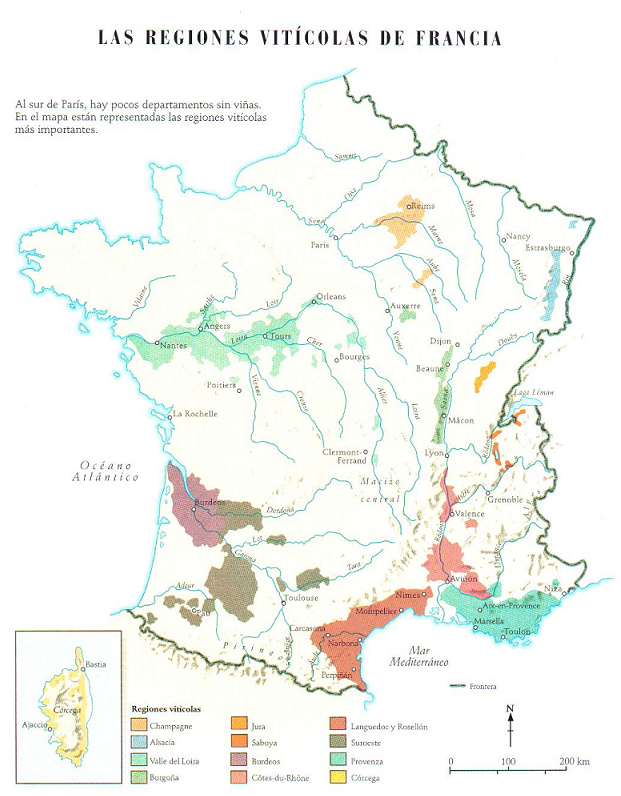 LAS REGIONES VITÍCOLAS DE FRANCIA
Al sur de París, hay pocos departamentos sin viñas.
En el mapa están representadas las regiones vitícolas
más importantes.
Somme
Oise
Reims
Sena
Marne
Mosa
París
Nancy
Estrasburgo
Mosela
Rin
Aube
Sena
Vilaine
Sarthe
Loir
Orleans
Auxerre
Angers
Nantes
Loira
Tours
Cher
Yonne
Dijon
Doubs
Bourges
Beaune
Poitiers
Vienne
Creuse
Allier
Loira
Saona
Lago Léman
La Rochelle
Mâcon
Ródano
Clermont-
Ferrand
Lyon
Océano
Atlántico
Macizo
central
Isère
Grenoble
Alpes
Burdeos
Dordoña
Valence
Lot
Ródano
Durance
Garona
Tarn
Aviñón
Adour
Nimes
Niza
Toulouse
Pau
Montpelier
Aix-en-Provence
Marsella
Toulon
Carcasona
Narbona
Aude
Pirineos
Perpiñán
Mar
Mediterráneo
Bastia
Córcega
Ajaccio
Frontera
Regiones vitícolas
Champagne
Alsacia
Valle del Loira
Borgoña
Jura
Saboya
Burdeos
Côtes-du-Rhône
Languedoc y Rosellón
Suroeste
Provenza
Córcega
N
0 100 200 km